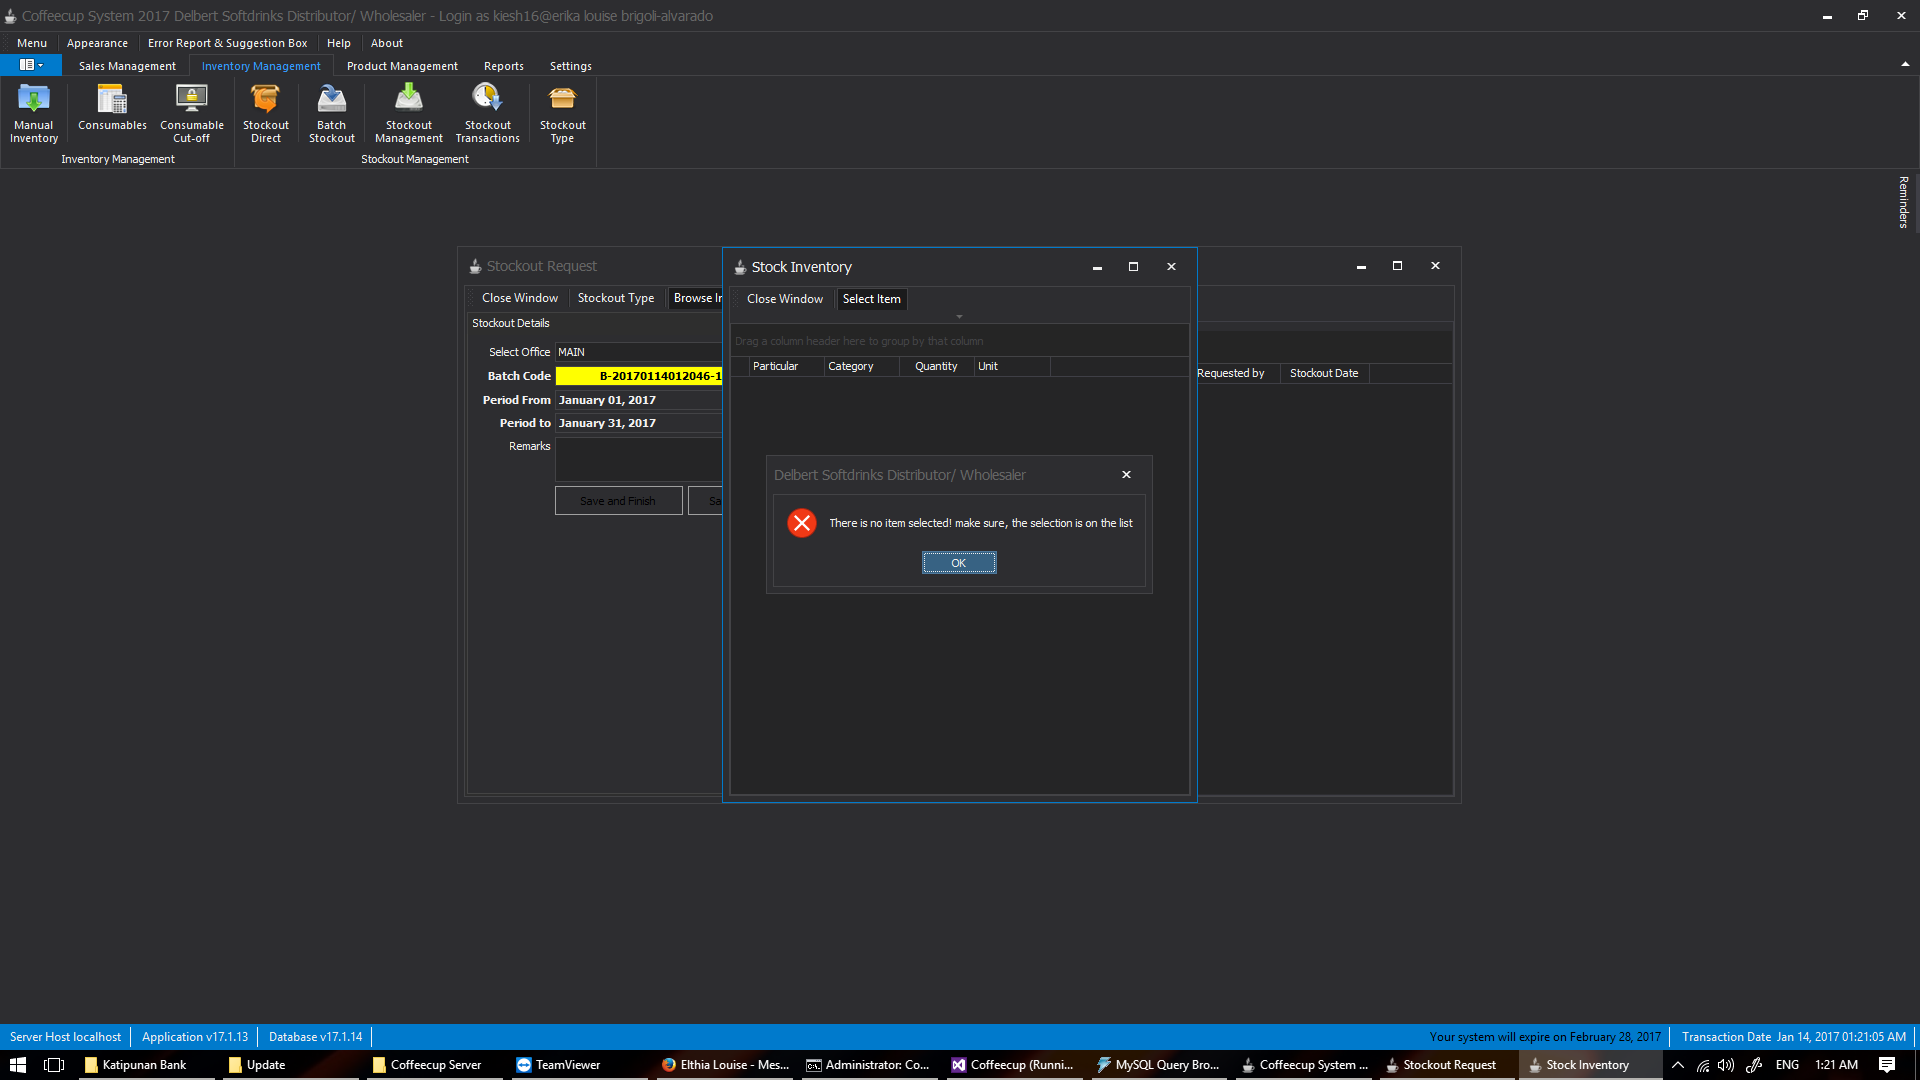 Coffeecup System 2017 Delbert Softdrinks Distributor/ Wholesaler - Login as kiesh16@erika louise brigoli-alvarado
Menu Appearance Error Report & Suggestion Box Help About
Sales Management Inventory Management Product Management Reports Settings
Manual Inventory
Consumables
Consumable Cut-off
Stockout Direct
Batch Stockout
Stockout Management
Stockout Transactions
Stockout Type
Inventory Management Stockout Management
Reminders
Stockout Request
Close Window Stockout Type Browse
Stockout Details
Select Office MAIN
Batch Code B-20170114012046-1
Period From January 01, 2017
Period to January 31, 2017
Remarks
Save and Finish
Requested by Stockout Date
Stock Inventory
Close Window Select Item
Drag a column header here to group by that column
Particular Category Quantity Unit
Delbert Softdrinks Distributor/ Wholesaler
There is no item selected! make sure, the selection is on the list
OK
Server Host localhost Application v17.1.13 Database v17.1.14 Your system will expire on February 28, 2017 Transaction Date Jan 14, 2017 01:21:05 AM
Katipunan Bank Update Coffeecup Server TeamViewer Elthia Louise - Mes... Administrator: Co... Coffeecup (Runni... MySQL Query Bro... Coffeecup System ... Stockout Request Stock Inventory ENG 1:21 AM